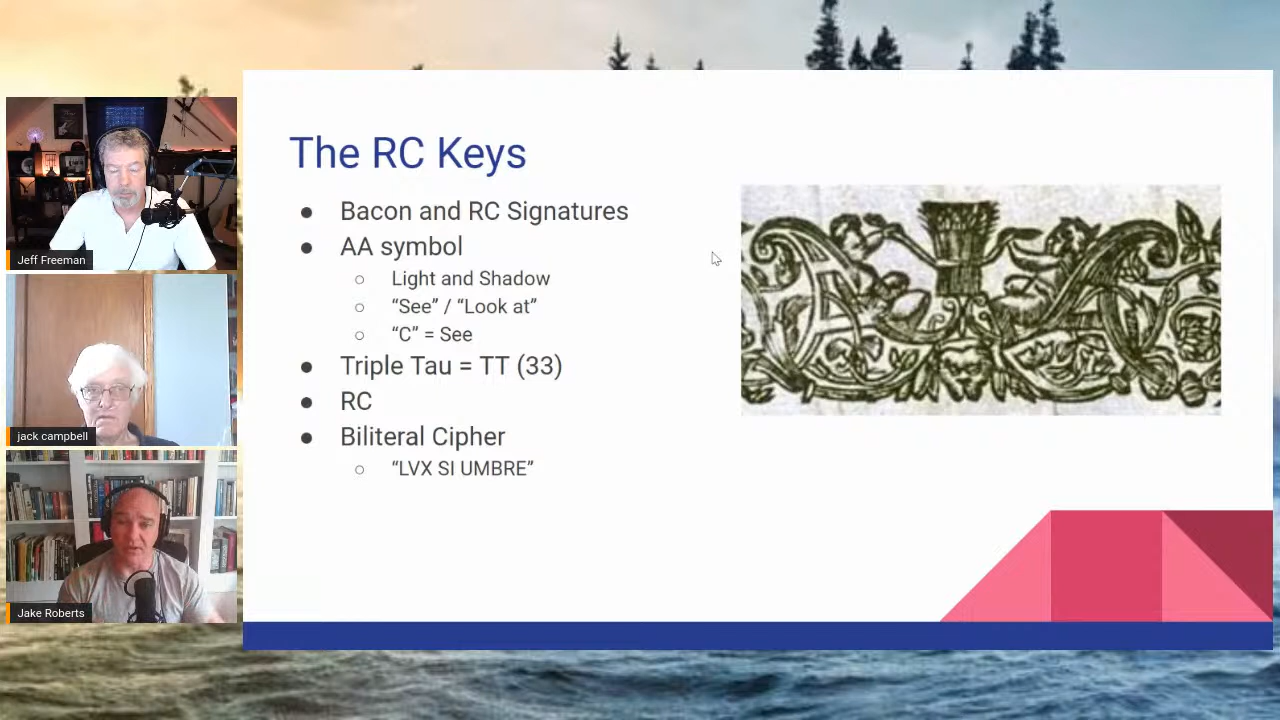 The RC Keys
● Bacon and RC Signatures
● AA symbol
○ Light and Shadow
○ “See” / “Look at”
○ “C” = See
● Triple Tau = TT (33)
● RC
● Biliteral Cipher
○ “LVX SI UMBRE”
Jeff Freeman
jack campbell
Jake Roberts